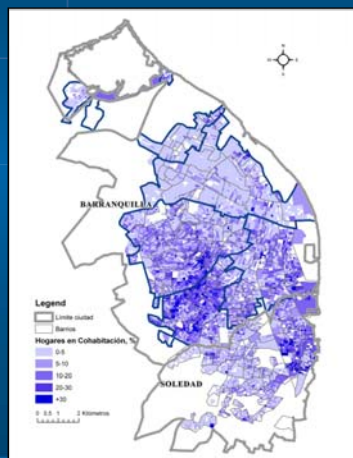 N
S
BARRANQUILLA
Legend
Limite ciudad
Barrios
Hogares en Cohabitación, %
0-5
5-10
10-20
20-30
+30
0 0.5 1 2 Kilómetros
SOLEDAD